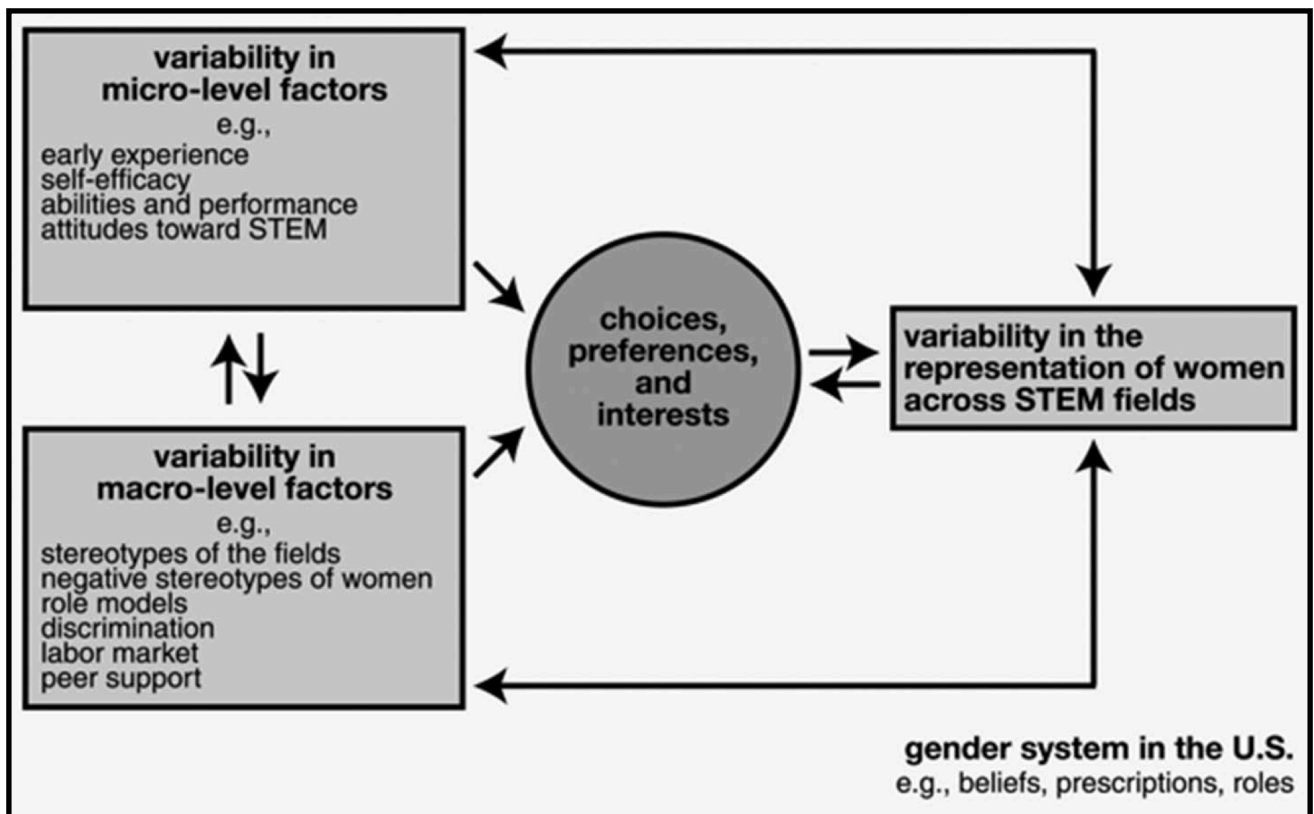 variability in
micro-level factors
e.g.,
early experience
self-efficacy
abilities and performance
attitudes toward STEM
variability in
macro-level factors
e.g.,
stereotypes of the fields
negative stereotypes of women
role models
discrimination
labor market
peer support
choices,
preferences,
and
interests
variability in the
representation of women
across STEM fields
gender system in the U.S.
e.g., beliefs, prescriptions, roles